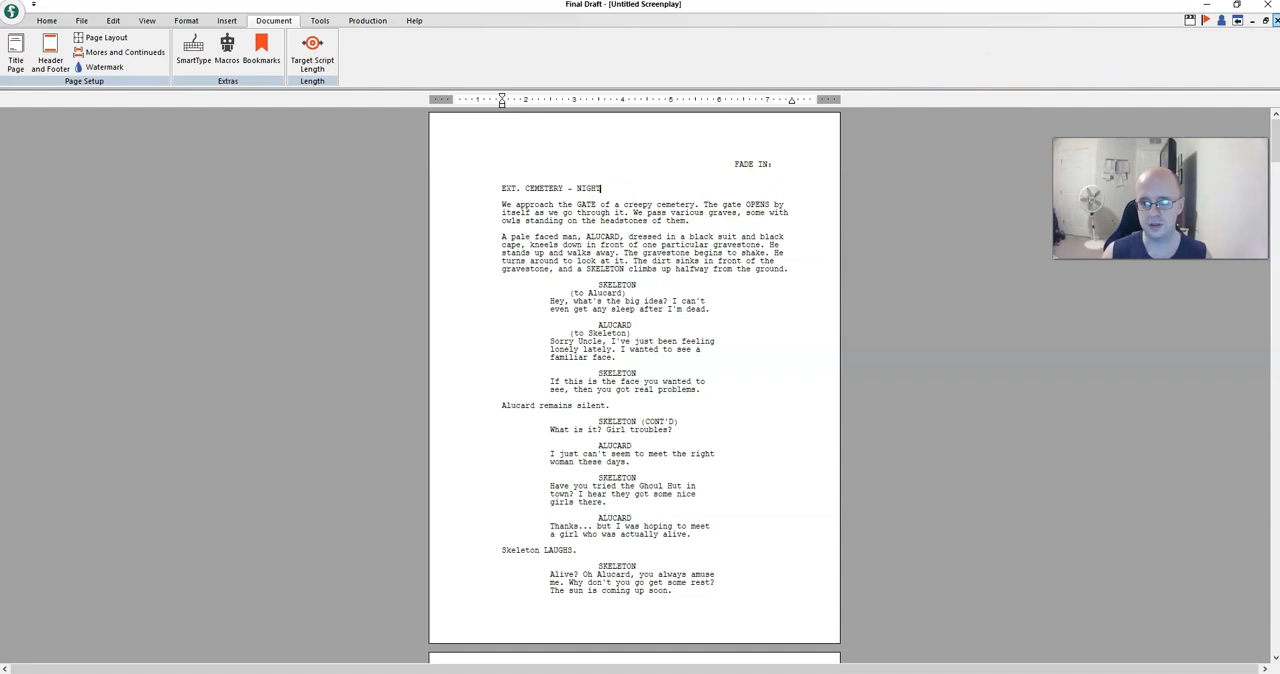 Final Draft - [Untitled Screenplay]
Home File Edit View Format Insert Document Tools Production Help
Title Page
Header and Footer
Page Layout
Mores and Continueds
Watermark
SmartType
Macros
Bookmarks
Target Script Length
Page Setup
Extras
Length
1 2 3 4 5 6 7
FADE IN:
EXT. CEMETERY - NIGHT
We approach the GATE of a creepy cemetery. The gate OPENS by
itself as we go through it. We pass various graves, some with
owls standing on the headstones of them.
A pale faced man, ALUCARD, dressed in a black suit and black
cape, kneels down in front of one particular gravestone. He
stands up and walks away. The gravestone begins to shake. He
turns around to look at it. The dirt sinks in front of the
gravestone, and a SKELETON climbs up halfway from the ground.
SKELETON
(to Alucard)
Hey, what's the big idea? I can't
even get any sleep after I'm dead.
ALUCARD
(to Skeleton)
Sorry Uncle, I've just been feeling
lonely lately. I wanted to see a
familiar face.
SKELETON
If this is the face you wanted to
see, then you got real problems.
Alucard remains silent.
SKELETON (CONT'D)
What is it? Girl troubles?
ALUCARD
I just can't seem to meet the right
woman these days.
SKELETON
Have you tried the Ghoul Hut in
town? I hear they got some nice
girls there.
ALUCARD
Thanks... but I was hoping to meet
a girl who was actually alive.
Skeleton LAUGHS.
SKELETON
Alive? Oh Alucard, you always amuse
me. Why don't you go get some rest?
The sun is coming up soon.